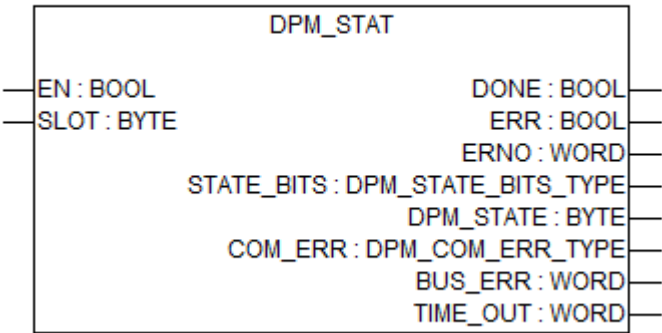 DPM_STAT
EN : BOOL DONE : BOOL
SLOT : BYTE ERR : BOOL
ERNO : WORD
STATE_BITS : DPM_STATE_BITS_TYPE
DPM_STATE : BYTE
COM_ERR : DPM_COM_ERR_TYPE
BUS_ERR : WORD
TIME_OUT : WORD